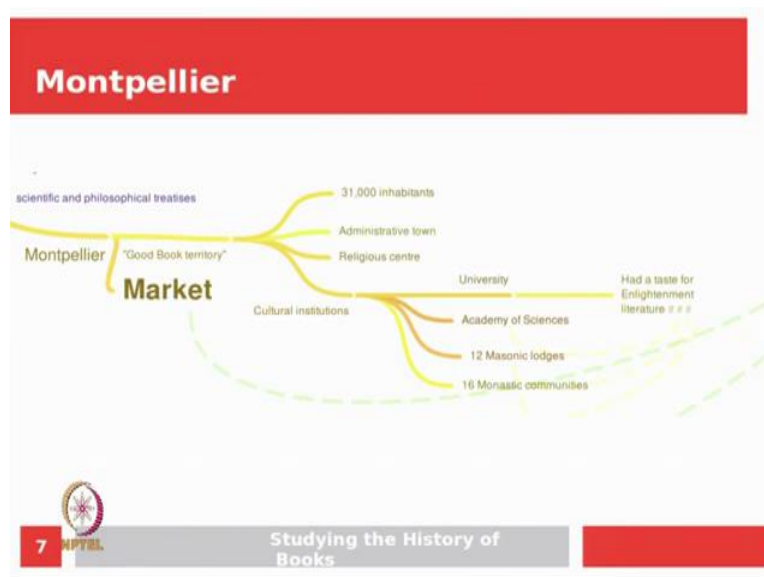 Montpellier
scientific and philosophical treatises
31,000 inhabitants
Administrative town
Montpellier
"Good Book territory"
Religious centre
Market
Cultural institutions
University
Had a taste for
Enlightenment
literature # # #
Academy of Sciences
12 Masonic lodges
16 Monastic communities
7
NPTEL
Studying the History of
Books